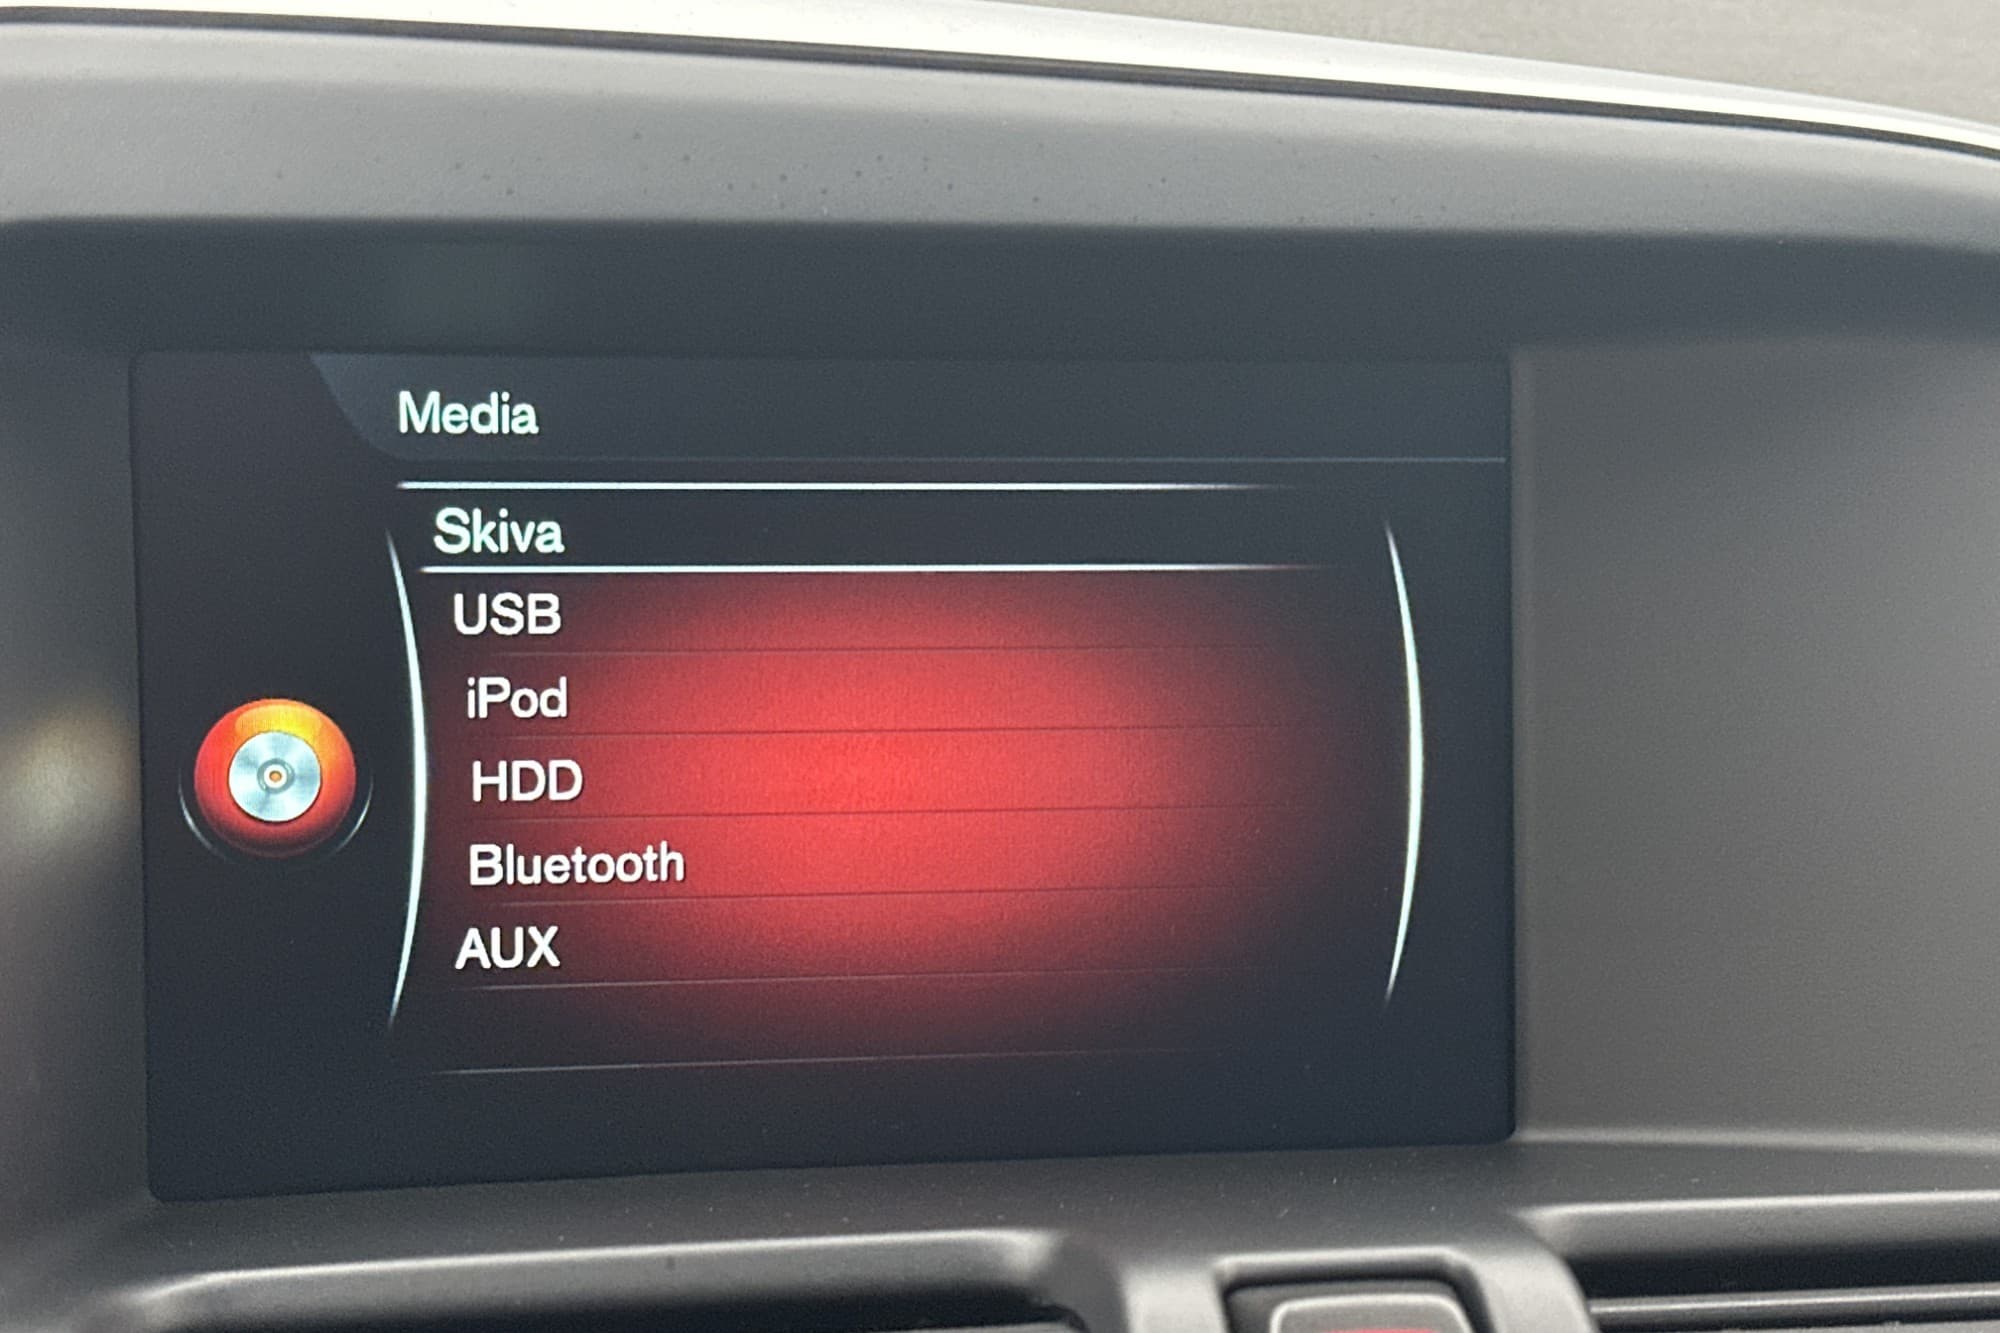 Media
Skiva
USB
iPod
HDD
Bluetooth
AUX